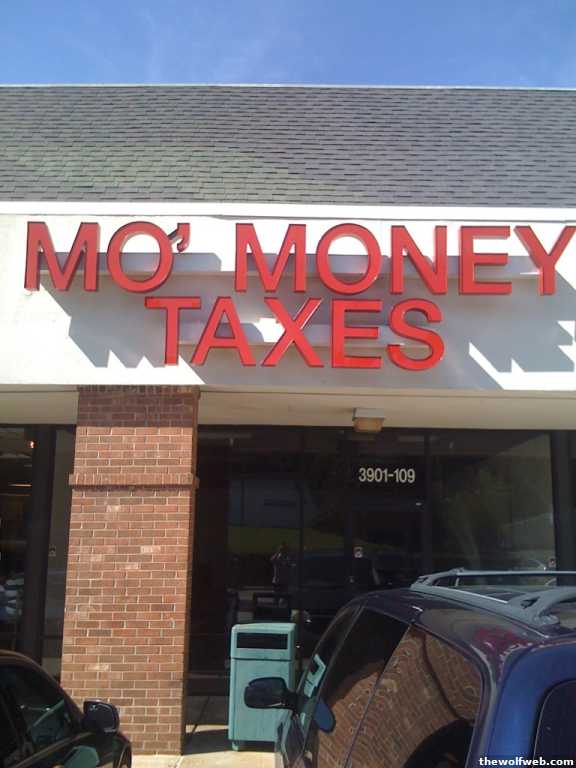 MO' MONEY
TAXES
3901-109
thewolfweb.com